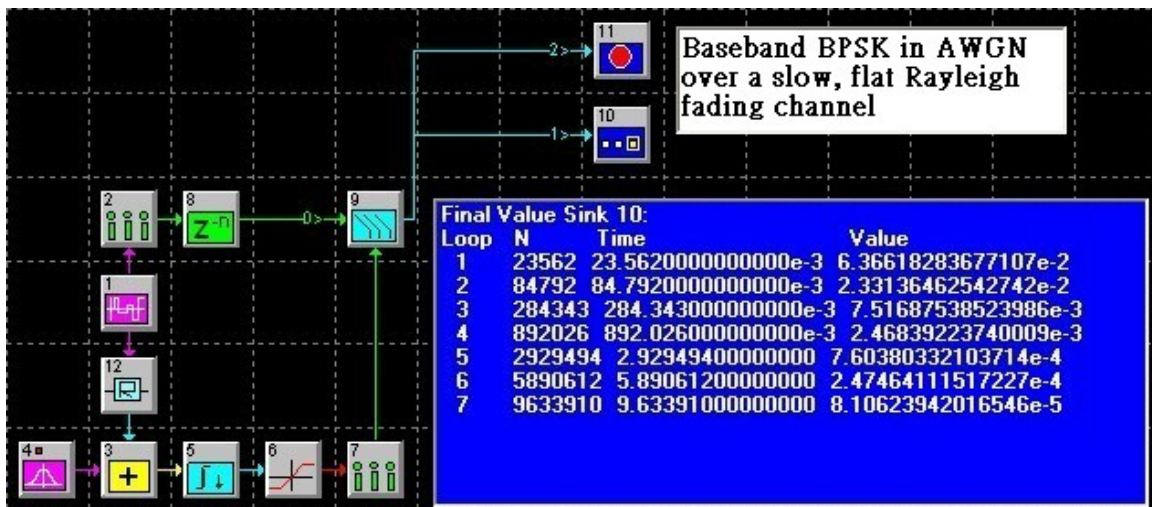 11
2>
Baseband BPSK in AWGN
over a slow, flat Rayleigh
fading channel
10
1>
2
8
Z-n
0>
9
Final Value Sink 10:
Loop N Time Value
1 23562 23.5620000000000e-3 6.36618283677107e-2
2 84792 84.7920000000000e-3 2.33136462542742e-2
3 284343 284.343000000000e-3 7.51687538523986e-3
4 892026 892.026000000000e-3 2.46839223740009e-3
5 2929494 2.92949400000000 7.60380332103714e-4
6 5890612 5.89061200000000 2.47464111517227e-4
7 9633910 9.63391000000000 8.10623942016546e-5
1
12
R
4
3
+
5
6
7